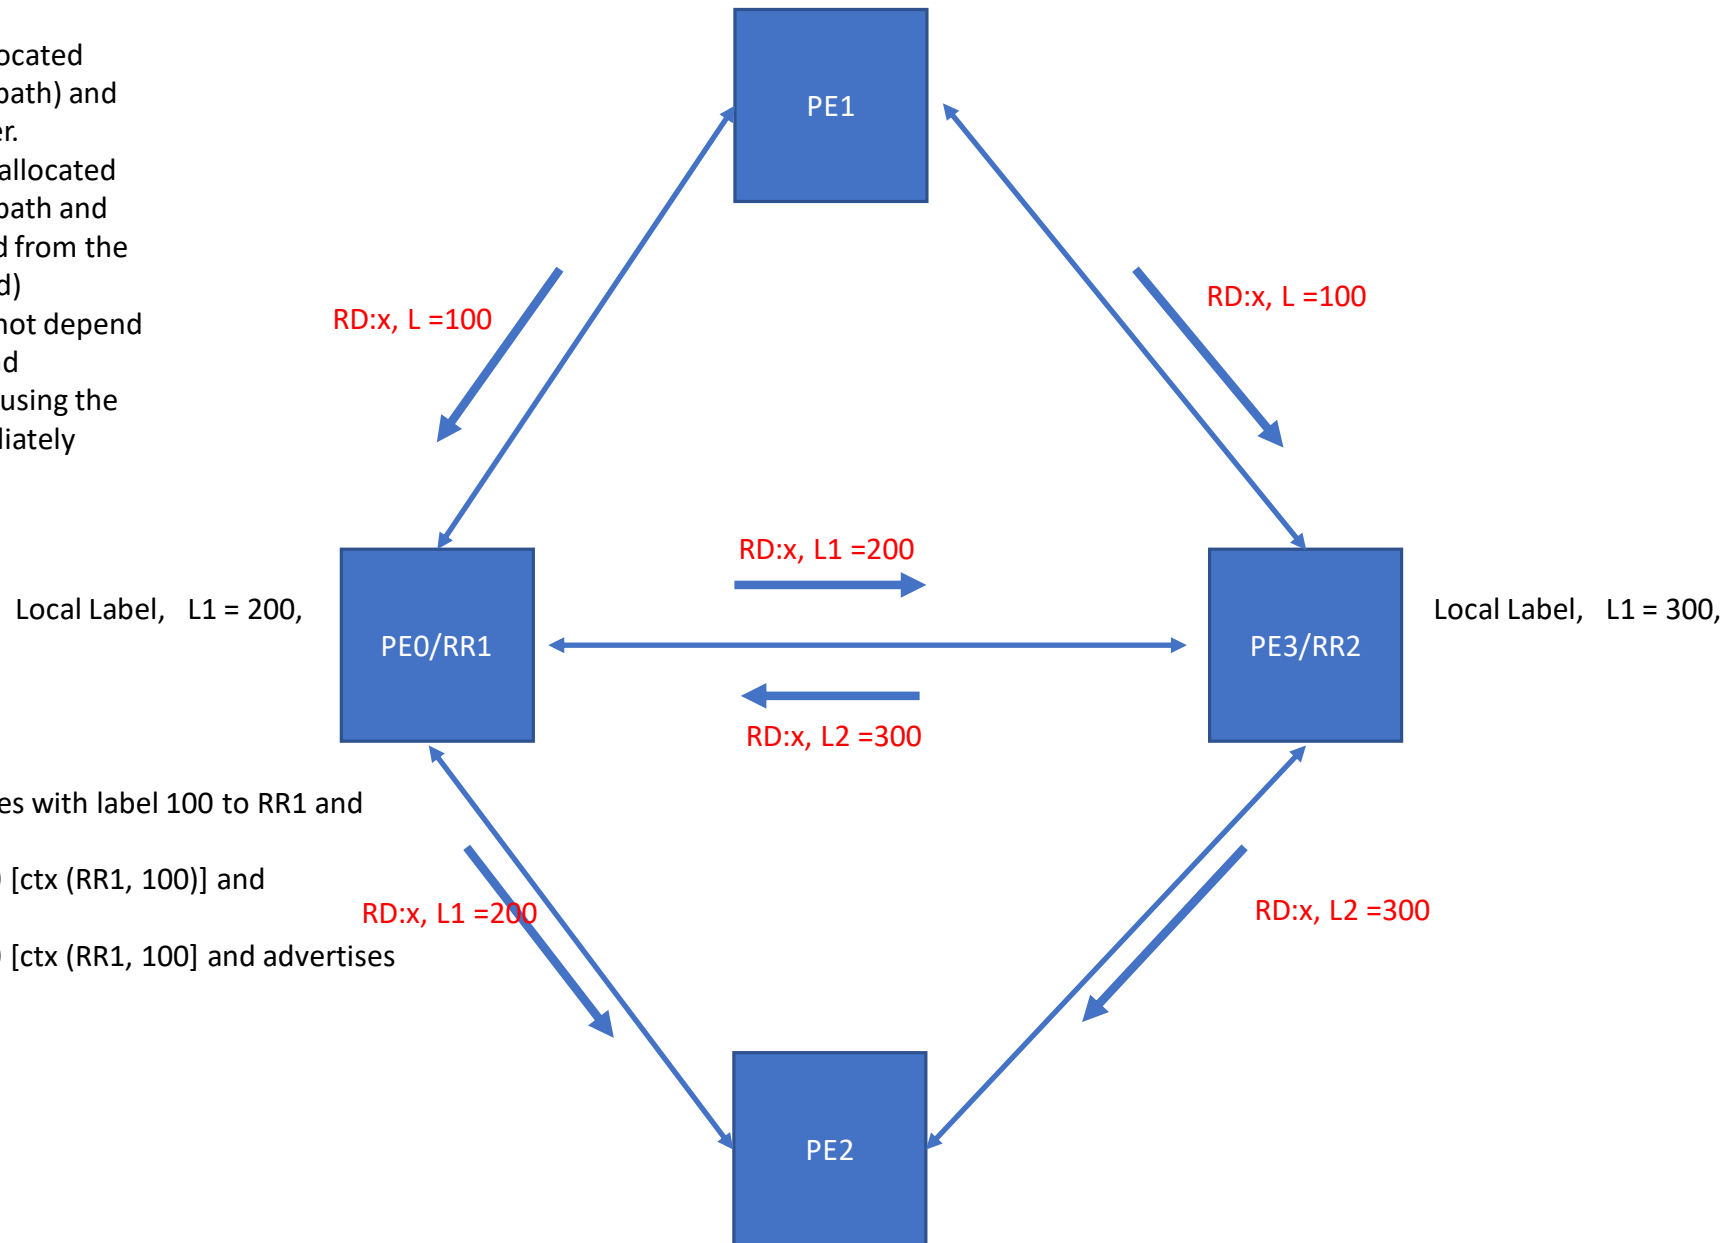 ocated
path) and
er.
allocated
path and
d from the
d)
not depend
nd
using the
diately
PE1
RD:x, L =100
RD:x, L =100
RD:x, L1 =200
Local Label, L1 = 200,
PE0/RR1
PE3/RR2
Local Label, L1 = 300,
RD:x, L2 =300
es with label 100 to RR1 and
[ctx (RR1, 100)] and
RD:x, L1 =200
RD:x, L2 =300
[ctx (RR1, 100] and advertises
PE2